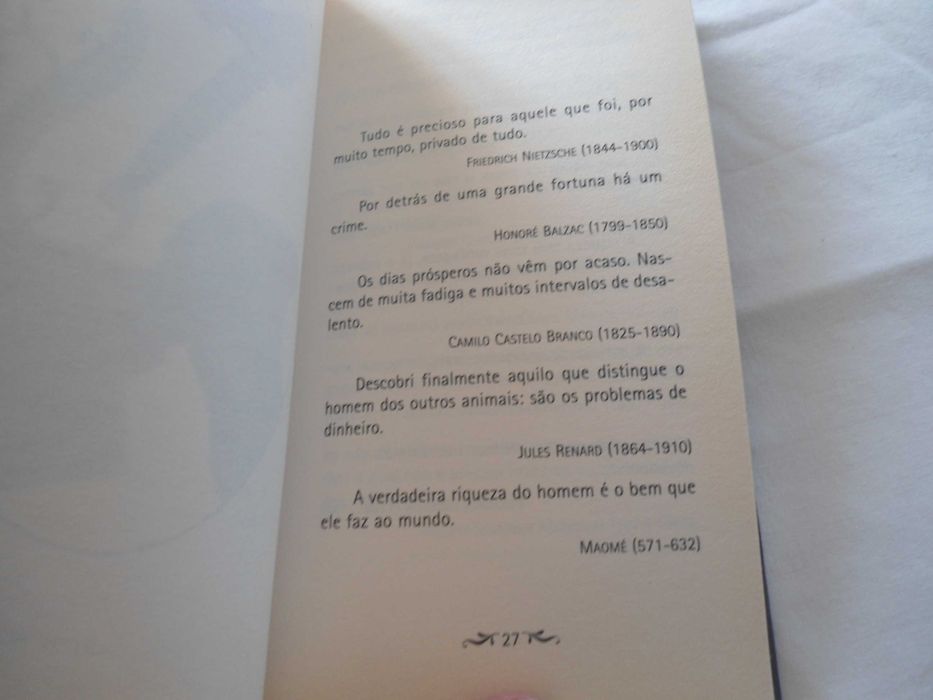 Tudo é precioso para aquele que foi, por
muito tempo, privado de tudo.
FRIEDRICH NIETZSCHE (1844-1900)
Por detrás de uma grande fortuna há um
crime.
HONORÉ BALZAC (1799-1850)
Os dias prósperos não vêm por acaso. Nas-
cem de muita fadiga e muitos intervalos de desa-
lento.
CAMILO CASTELO BRANCO (1825-1890)
Descobri finalmente aquilo que distingue o
homem dos outros animais: são os problemas de
dinheiro.
JULES RENARD (1864-1910)
A verdadeira riqueza do homem é o bem que
ele faz ao mundo.
MAOMÉ (571-632)
27